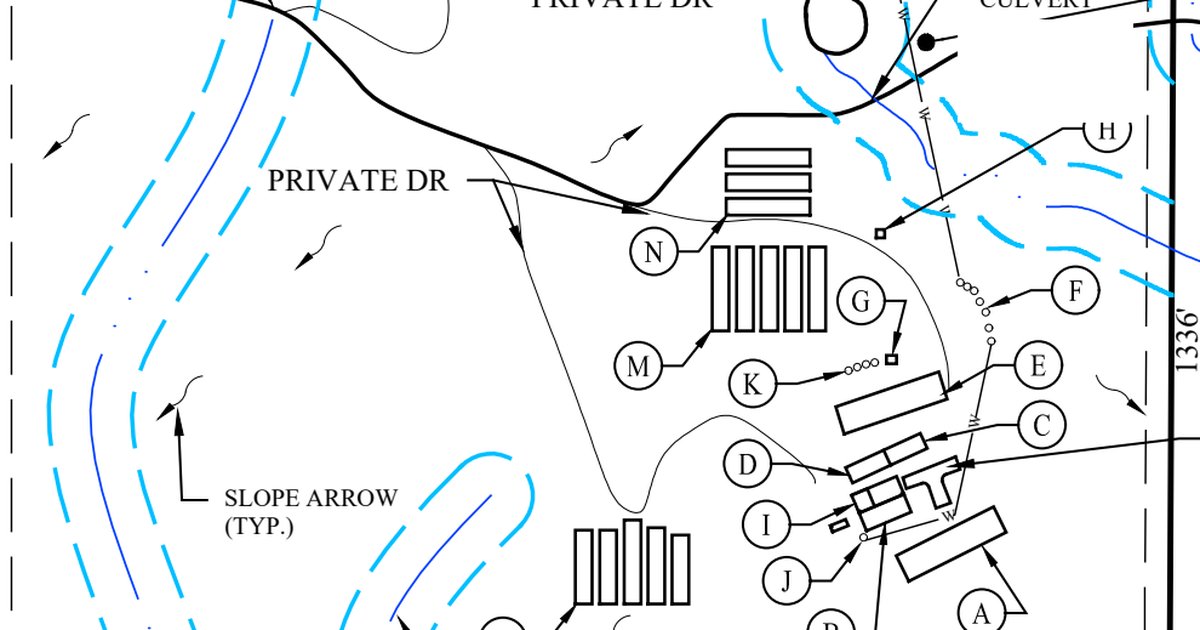 PRIVATE DR
CULVERT
W
W
H
PRIVATE DR
W
N
G
F
1336'
M
K
E
C
W
D
SLOPE ARROW
(TYP.)
I
W
J
A
B